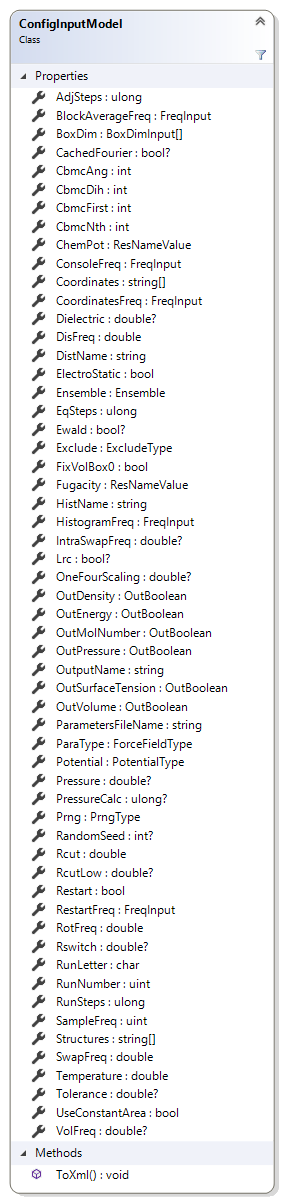 ConfigInputModel
Class
Properties
AdjSteps : ulong
BlockAverageFreq : FreqInput
BoxDim : BoxDimInput[]
CachedFourier : bool?
CbmcAng : int
CbmcDih : int
CbmcFirst : int
CbmcNth : int
ChemPot : ResNameValue
ConsoleFreq : FreqInput
Coordinates : string[]
CoordinatesFreq : FreqInput
Dielectric : double?
DisFreq : double
DistName : string
ElectroStatic : bool
Ensemble : Ensemble
EqSteps : ulong
Ewald : bool?
Exclude : ExcludeType
FixVolBox0 : bool
Fugacity : ResNameValue
HistName : string
HistogramFreq : FreqInput
IntraSwapFreq : double?
Lrc : bool?
OneFourScaling : double?
OutDensity : OutBoolean
OutEnergy : OutBoolean
OutMolNumber : OutBoolean
OutPressure : OutBoolean
OutputName : string
OutSurfaceTension : OutBoolean
OutVolume : OutBoolean
ParametersFileName : string
ParaType : ForceFieldType
Potential : PotentialType
Pressure : double?
PressureCalc : ulong?
Prng : PrngType
RandomSeed : int?
Rcut : double
RcutLow : double?
Restart : bool
RestartFreq : FreqInput
RotFreq : double
Rswitch : double?
RunLetter : char
RunNumber : uint
RunSteps : ulong
SampleFreq : uint
Structures : string[]
SwapFreq : double
Temperature : double
Tolerance : double?
UseConstantArea : bool
VolFreq : double?
Methods
ToXml() : void